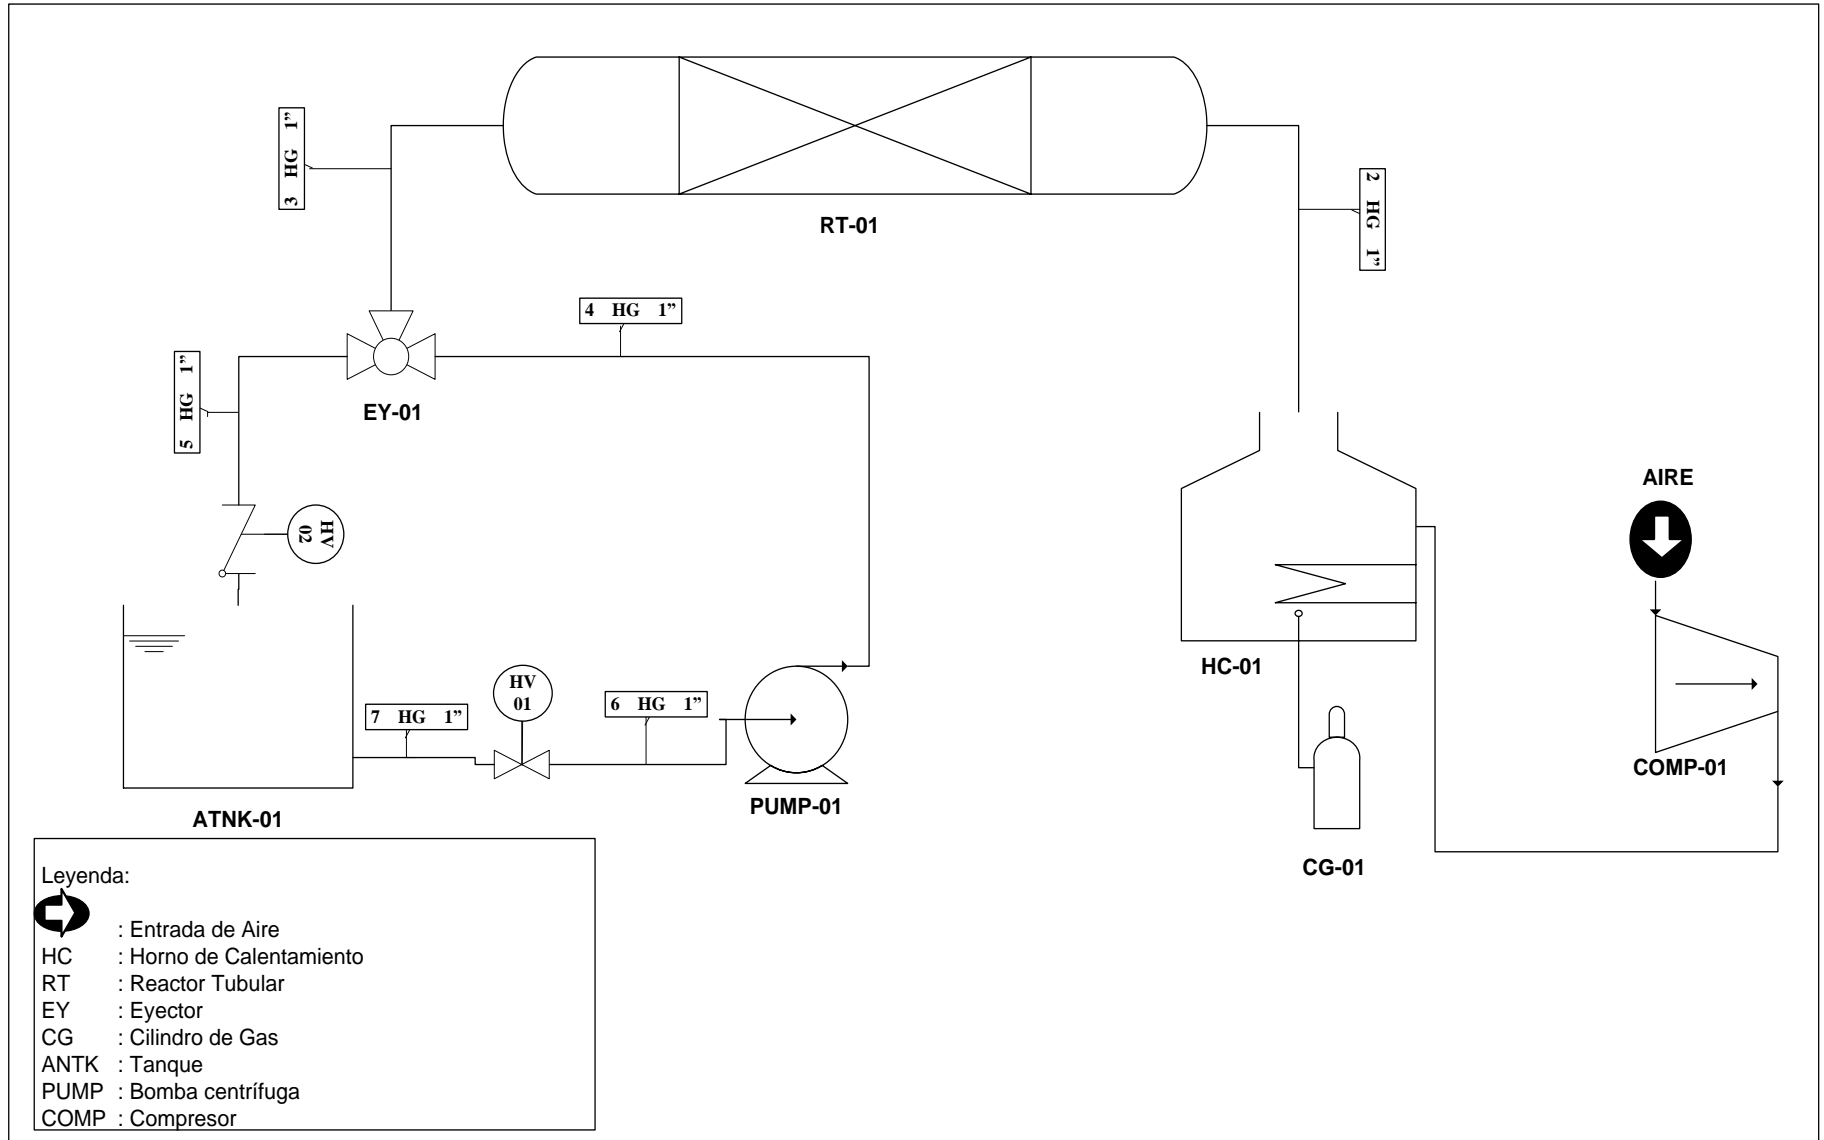 3 HG 1”
RT-01
2 HG 1”
4 HG 1”
5 HG 1”
EY-01
AIRE
HV
02
HC-01
HV
01
7 HG 1”
6 HG 1”
COMP-01
PUMP-01
ATNK-01
CG-01
Leyenda:
: Entrada de Aire
HC : Horno de Calentamiento
RT : Reactor Tubular
EY : Eyector
CG : Cilindro de Gas
ANTK : Tanque
PUMP : Bomba centrífuga
COMP : Compresor